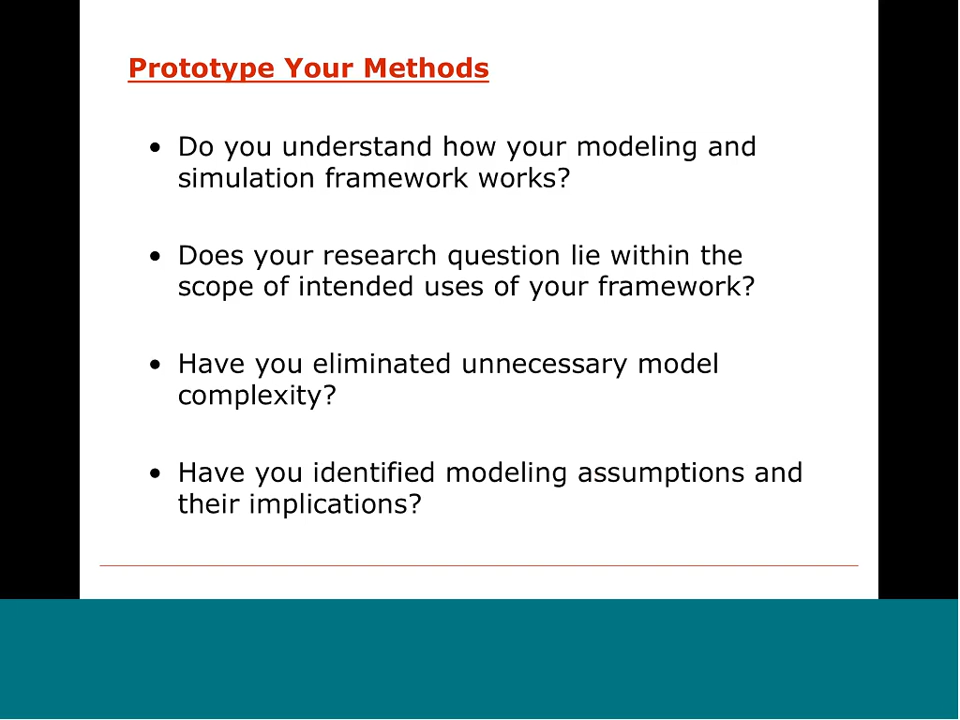 Prototype Your Methods
• Do you understand how your modeling and
simulation framework works?
• Does your research question lie within the
scope of intended uses of your framework?
• Have you eliminated unnecessary model
complexity?
• Have you identified modeling assumptions and
their implications?